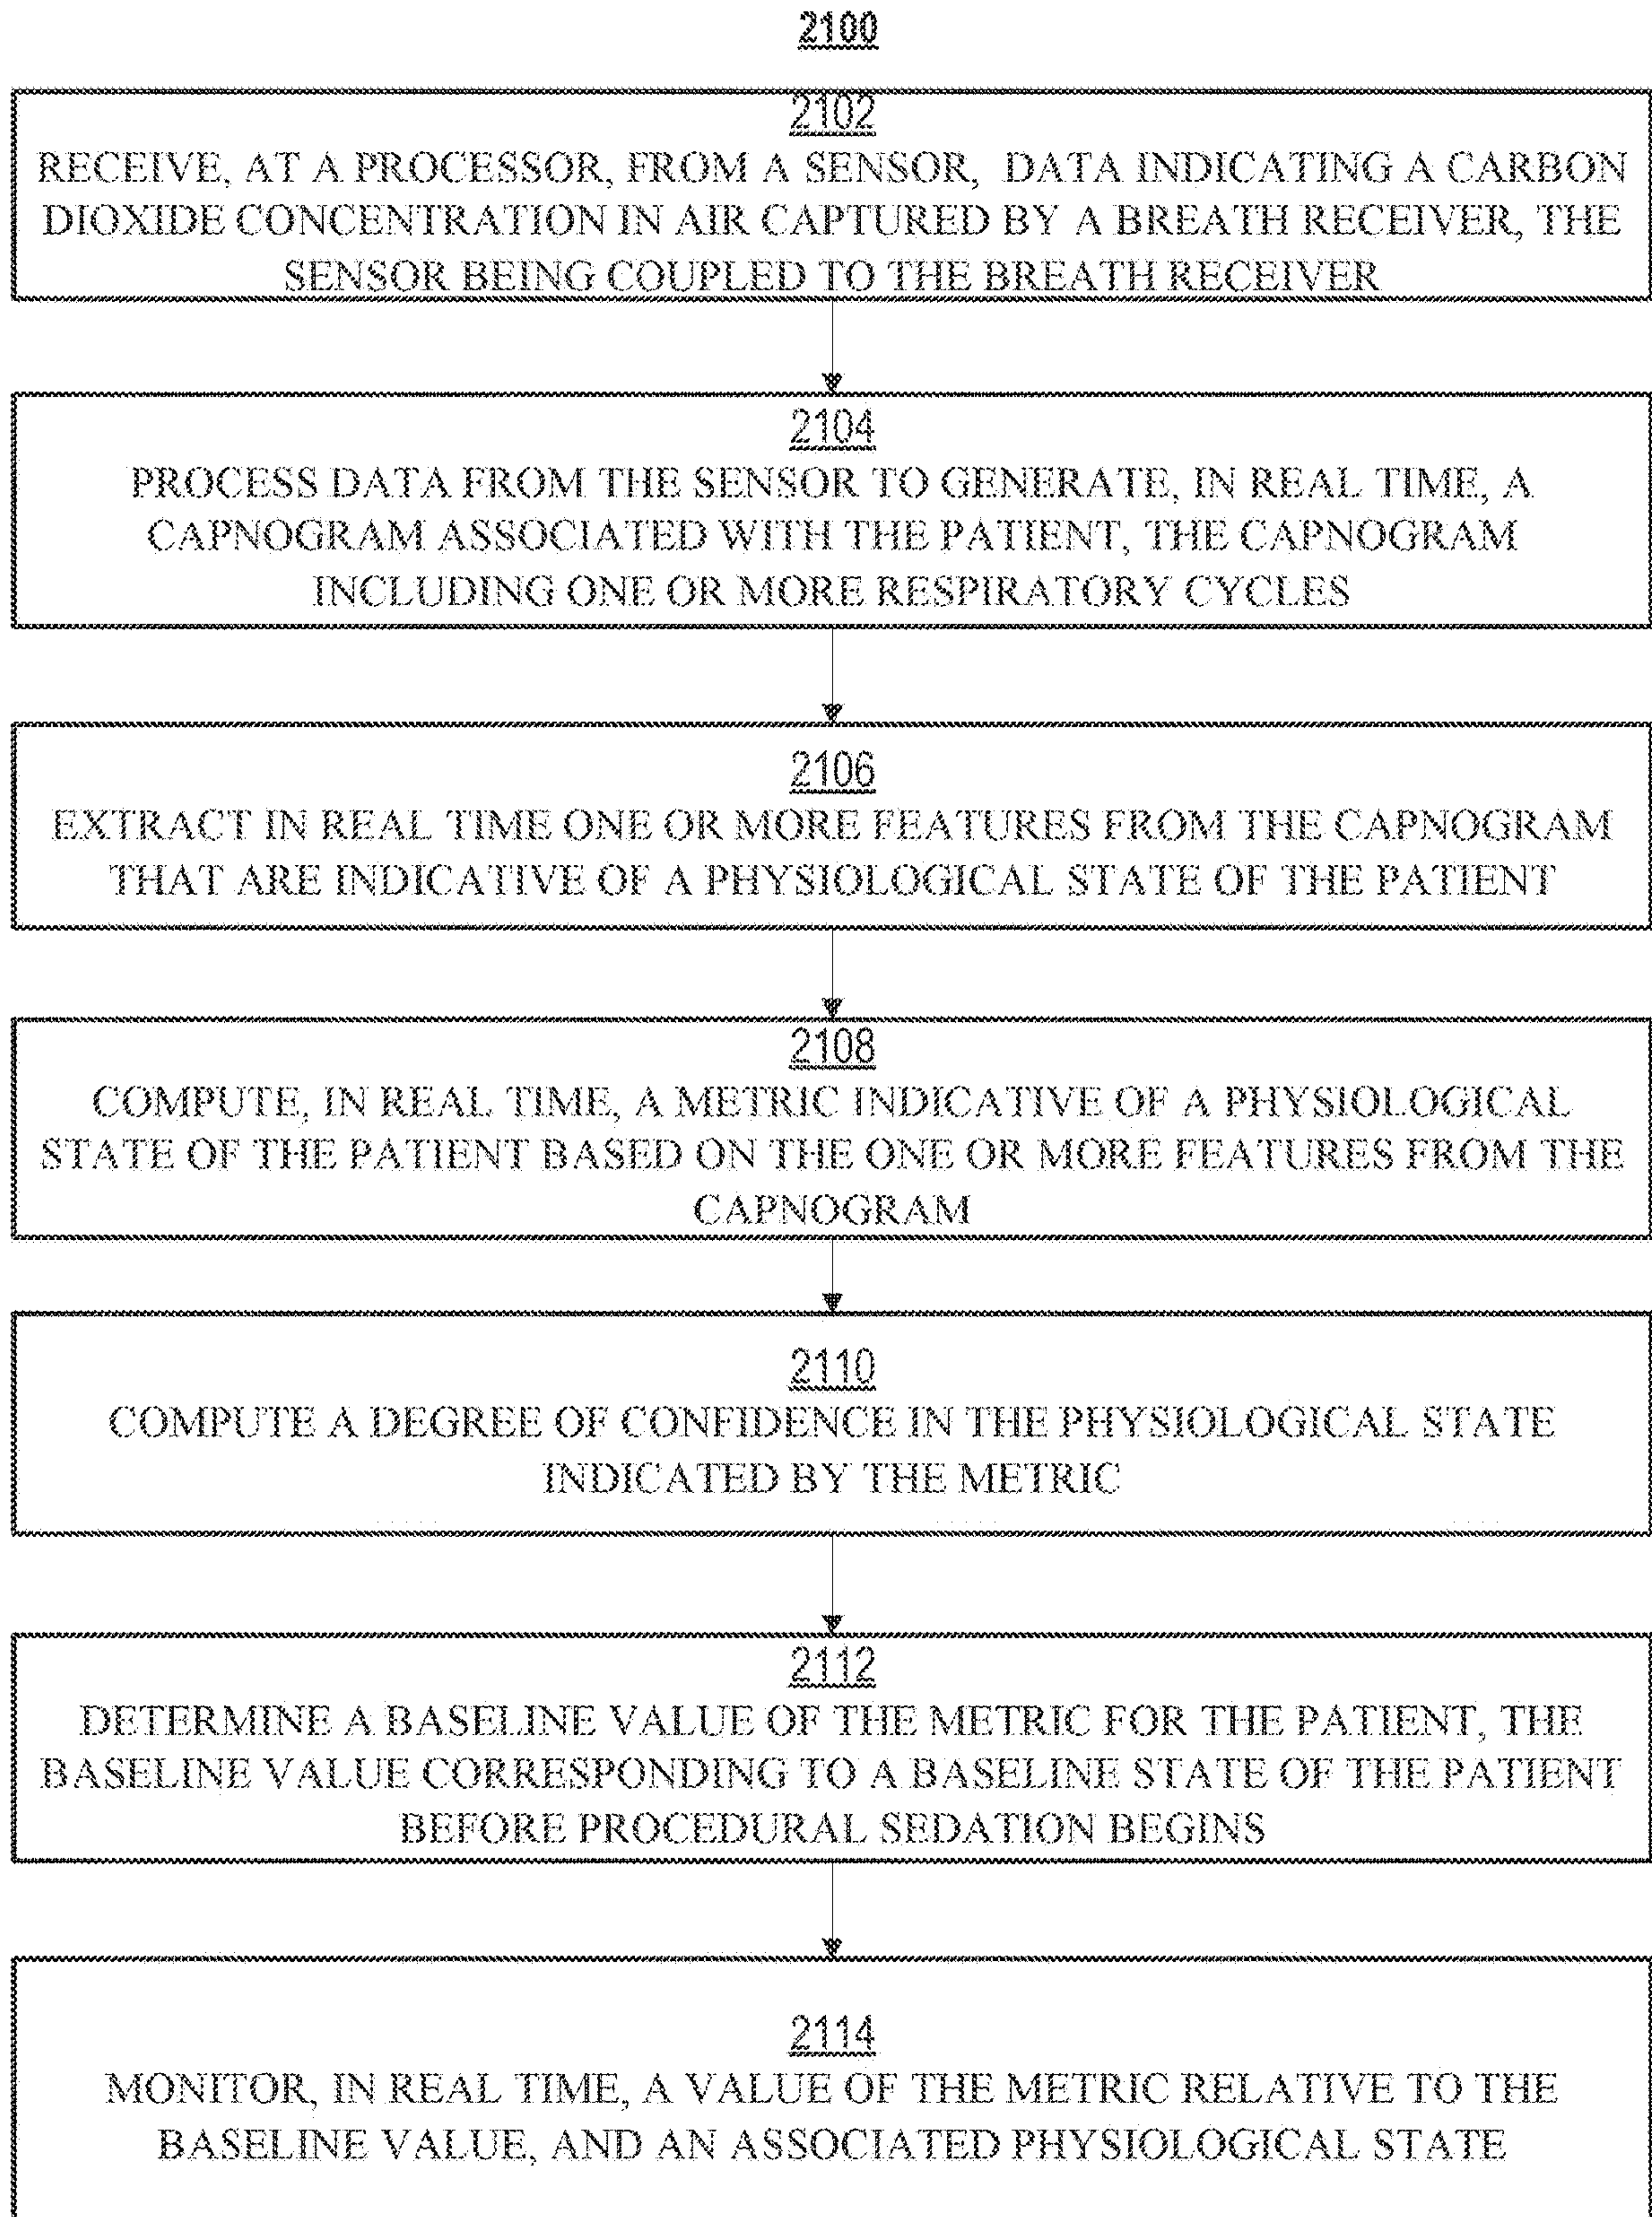 2100
2102
RECEIVE, AT A PROCESSOR, FROM A SENSOR, DATA INDICATING A CARBON
DIOXIDE CONCENTRATION IN AIR CAPTURED BY A BREATH RECEIVER, THE
SENSOR BEING COUPLED TO THE BREATH RECEIVER
2104
PROCESS DATA FROM THE SENSOR TO GENERATE, IN REAL TIME, A
CAPNOGRAM ASSOCIATED WITH THE PATIENT, THE CAPNOGRAM
INCLUDING ONE OR MORE RESPIRATORY CYCLES
2106
EXTRACT IN REAL TIME ONE OR MORE FEATURES FROM THE CAPNOGRAM
THAT ARE INDICATIVE OF A PHYSIOLOGICAL STATE OF THE PATIENT
2108
COMPUTE, IN REAL TIME, A METRIC INDICATIVE OF A PHYSIOLOGICAL
STATE OF THE PATIENT BASED ON THE ONE OR MORE FEATURES FROM THE
CAPNOGRAM
2110
COMPUTE A DEGREE OF CONFIDENCE IN THE PHYSIOLOGICAL STATE
INDICATED BY THE METRIC
2112
DETERMINE A BASELINE VALUE OF THE METRIC FOR THE PATIENT, THE
BASELINE VALUE CORRESPONDING TO A BASELINE STATE OF THE PATIENT
BEFORE PROCEDURAL SEDATION BEGINS
2114
MONITOR, IN REAL TIME, A VALUE OF THE METRIC RELATIVE TO THE
BASELINE VALUE, AND AN ASSOCIATED PHYSIOLOGICAL STATE